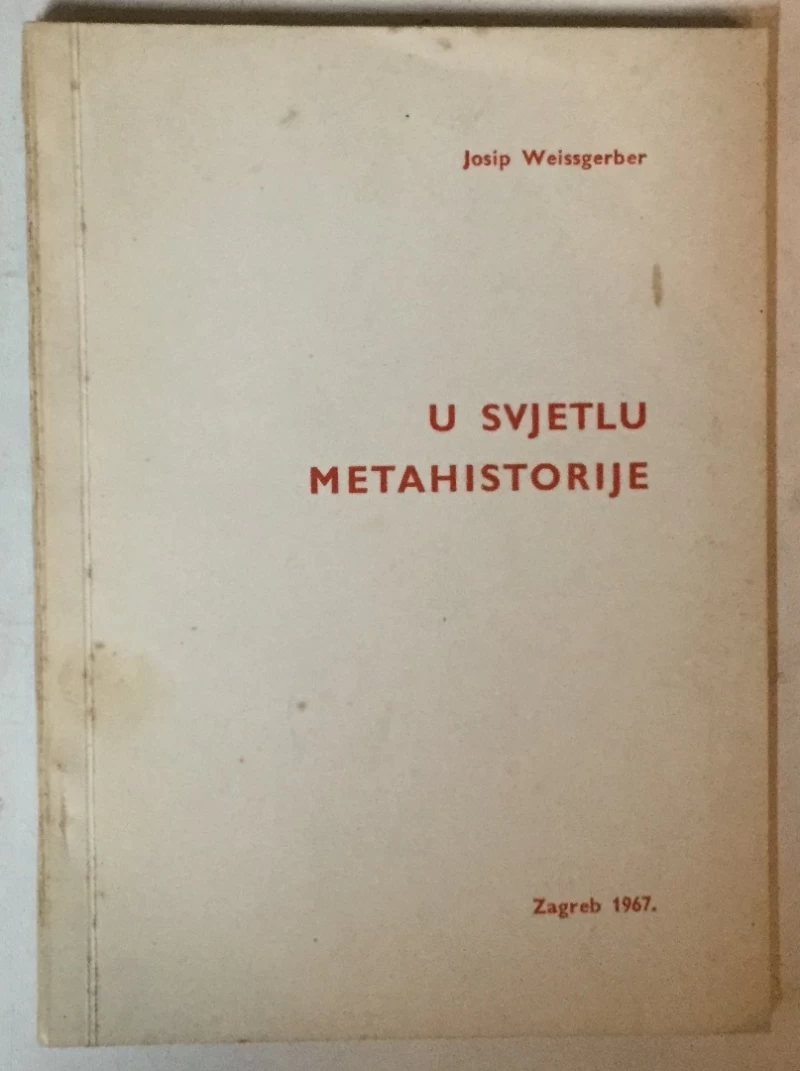 Josip Weissgerber
U SVJETLU
METAHISTORIJE
Zagreb 1967.